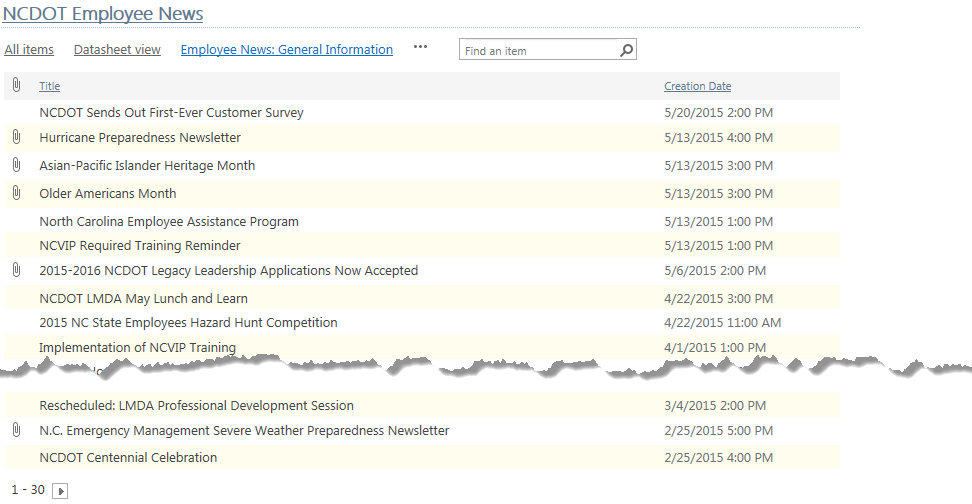 NCDOT Employee News
All items Datasheet view Employee News: General Information ••• Find an item
Title Creation Date
NCDOT Sends Out First-Ever Customer Survey 5/20/2015 2:00 PM
Hurricane Preparedness Newsletter 5/13/2015 4:00 PM
Asian-Pacific Islander Heritage Month 5/13/2015 3:00 PM
Older Americans Month 5/13/2015 3:00 PM
North Carolina Employee Assistance Program 5/13/2015 1:00 PM
NCVIP Required Training Reminder 5/13/2015 1:00 PM
2015-2016 NCDOT Legacy Leadership Applications Now Accepted 5/6/2015 2:00 PM
NCDOT LMDA May Lunch and Learn 4/22/2015 3:00 PM
2015 NC State Employees Hazard Hunt Competition 4/22/2015 11:00 AM
Implementation of NCVIP Training 4/1/2015 1:00 PM
Rescheduled: LMDA Professional Development Session 3/4/2015 2:00 PM
N.C. Emergency Management Severe Weather Preparedness Newsletter 2/25/2015 5:00 PM
NCDOT Centennial Celebration 2/25/2015 4:00 PM
1 - 30